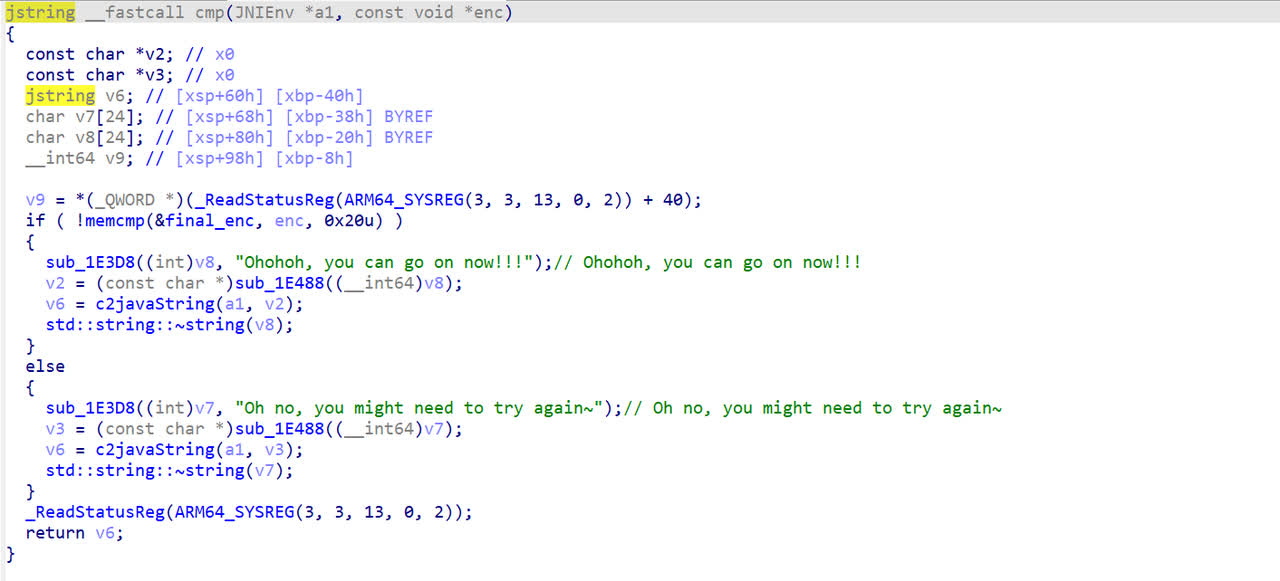 jstring __fastcall cmp(JNIEnv *a1, const void *enc)
{
  const char *v2; // x0
  const char *v3; // x0
  jstring v6; // [xsp+60h] [xbp-40h]
  char v7[24]; // [xsp+68h] [xbp-38h] BYREF
  char v8[24]; // [xsp+80h] [xbp-20h] BYREF
  __int64 v9; // [xsp+98h] [xbp-8h]

  v9 = *(_QWORD *)(_ReadStatusReg(ARM64_SYSREG(3, 3, 13, 0, 2)) + 40);
  if ( !memcmp(&final_enc, enc, 0x20u) )
  {
    sub_1E3D8((int)v8, "Ohohoh, you can go on now!!!");// Ohohoh, you can go on now!!!
    v2 = (const char *)sub_1E488((__int64)v8);
    v6 = c2javaString(a1, v2);
    std::string::~string(v8);
  }
  else
  {
    sub_1E3D8((int)v7, "Oh no, you might need to try again~");// Oh no, you might need to try again~
    v3 = (const char *)sub_1E488((__int64)v7);
    v6 = c2javaString(a1, v3);
    std::string::~string(v7);
  }
  _ReadStatusReg(ARM64_SYSREG(3, 3, 13, 0, 2));
  return v6;
}